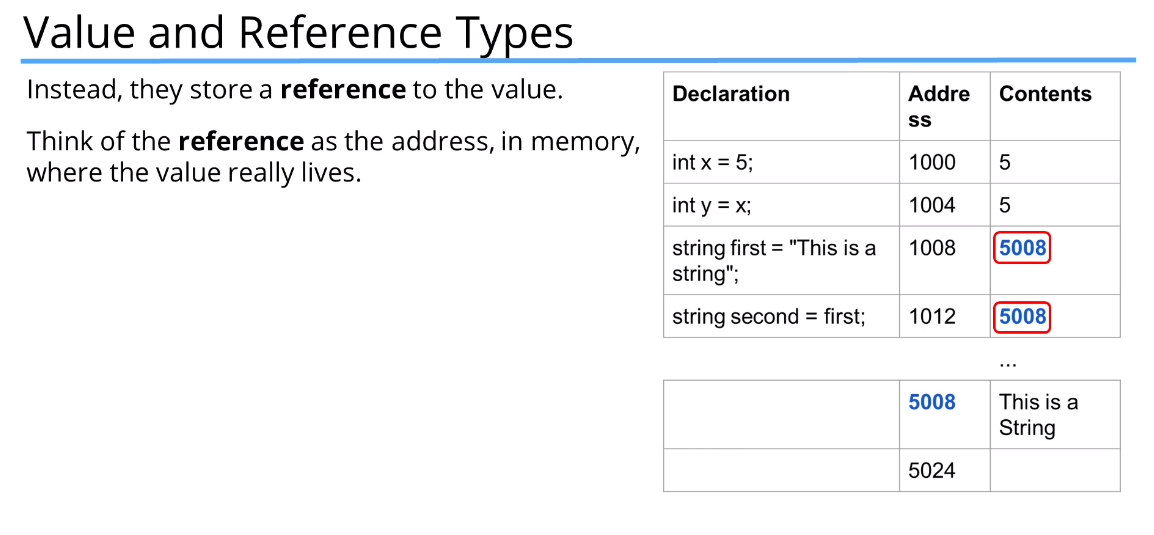 Value and Reference Types
Instead, they store a reference to the value.
Think of the reference as the address, in memory,
where the value really lives.
Declaration Addre Contents
ss
int x = 5; 1000 5
int y = x; 1004 5
string first = "This is a 1008 5008
string";
string second = first; 1012 5008
...
5008 This is a
String
5024